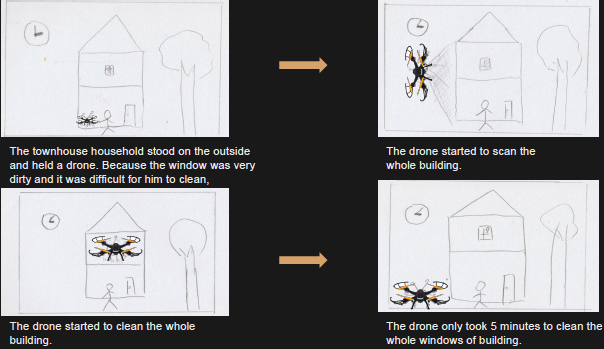 The townhouse household stood on the outside
and held a drone. Because the window was very
dirty and it was difficult for him to clean,
The drone started to scan the
whole building.
The drone started to clean the whole
building.
The drone only took 5 minutes to clean the
whole windows of building.